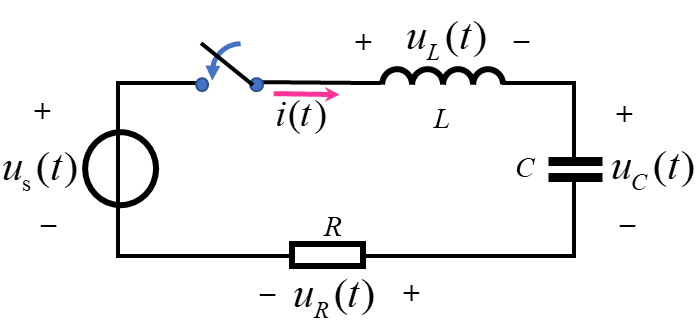 + u_L(t) −
i(t)
L
+
u_s(t)
−
C
+
u_C(t)
−
R
− u_R(t) +